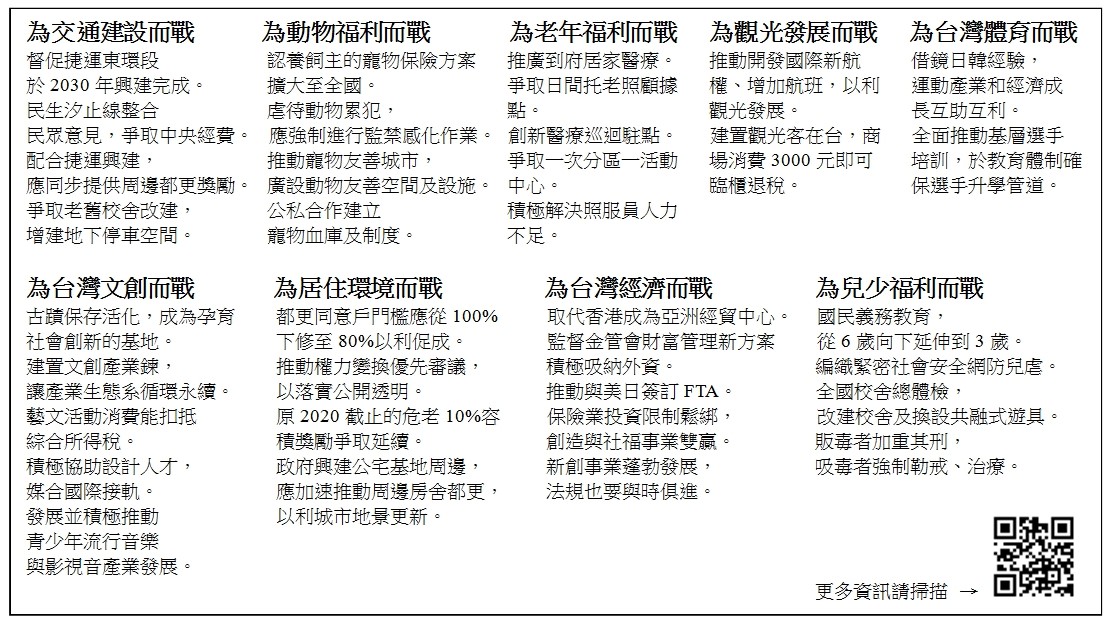 為交通建設而戰
督促捷運東環段
於 2030 年興建完成。
民生汐止線整合
民眾意見，爭取中央經費。
配合捷運興建，
應同步提供周邊都更獎勵。
爭取老舊校舍改建，
增建地下停車空間。
為動物福利而戰
認養飼主的寵物保險方案
擴大至全國。
虐待動物累犯，
應強制進行監禁感化作業。
推動寵物友善城市，
廣設動物友善空間及設施。
公私合作建立
寵物血庫及制度。
為老年福利而戰
推廣到府居家醫療。
爭取日間托老照顧據
點。
創新醫療巡迴駐點。
爭取一次分區一活動
中心。
積極解決照服員人力
不足。
為觀光發展而戰
推動開發國際新航
權、增加航班，以利
觀光發展。
建置觀光客在台，商
場消費 3000 元即可
臨櫃退稅。
為台灣體育而戰
借鏡日韓經驗，
運動產業和經濟成
長互助互利。
全面推動基層選手
培訓，於教育體制確
保選手升學管道。
為台灣文創而戰
古蹟保存活化，成為孕育
社會創新的基地。
建置文創產業鍊，
讓產業生態系循環永續。
藝文活動消費能扣抵
綜合所得稅。
積極協助設計人才，
媒合國際接軌。
發展並積極推動
青少年流行音樂
與影視音產業發展。
為居住環境而戰
都更同意戶門檻應從 100%
下修至 80%以利促成。
推動權力變換優先審議，
以落實公開透明。
原 2020 截止的危老 10%容
積獎勵爭取延續。
政府興建公宅基地周邊，
應加速推動周邊房舍都更，
以利城市地景更新。
為台灣經濟而戰
取代香港成為亞洲經貿中心。
監督金管會財富管理新方案
積極吸納外資。
推動與美日簽訂 FTA。
保險業投資限制鬆綁，
創造與社福事業雙贏。
新創事業蓬勃發展，
法規也要與時俱進。
為兒少福利而戰
國民義務教育，
從 6 歲向下延伸到 3 歲。
編織緊密社會安全網防兒虐。
全國校舍總體檢，
改建校舍及換設共融式遊具。
販毒者加重其刑，
吸毒者強制勒戒、治療。
更多資訊請掃描 →